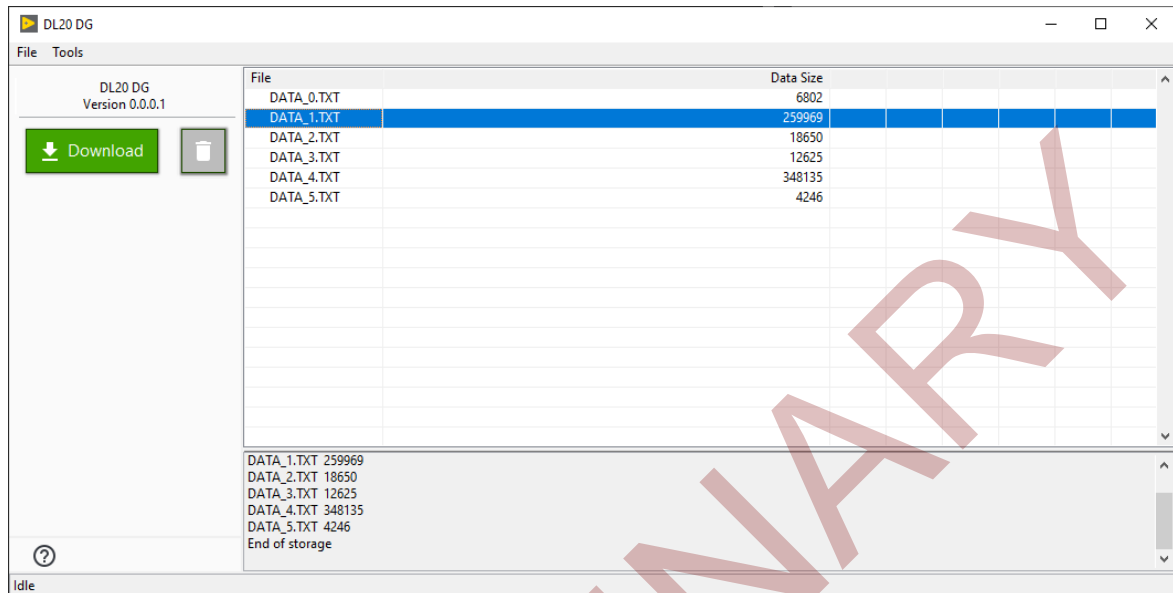 DL20 DG
File Tools
DL20 DG
Version 0.0.0.1
Download
File Data Size
DATA_0.TXT 6802
DATA_1.TXT 259969
DATA_2.TXT 18650
DATA_3.TXT 12625
DATA_4.TXT 348135
DATA_5.TXT 4246
DATA_1.TXT 259969
DATA_2.TXT 18650
DATA_3.TXT 12625
DATA_4.TXT 348135
DATA_5.TXT 4246
End of storage
Idle
NARY